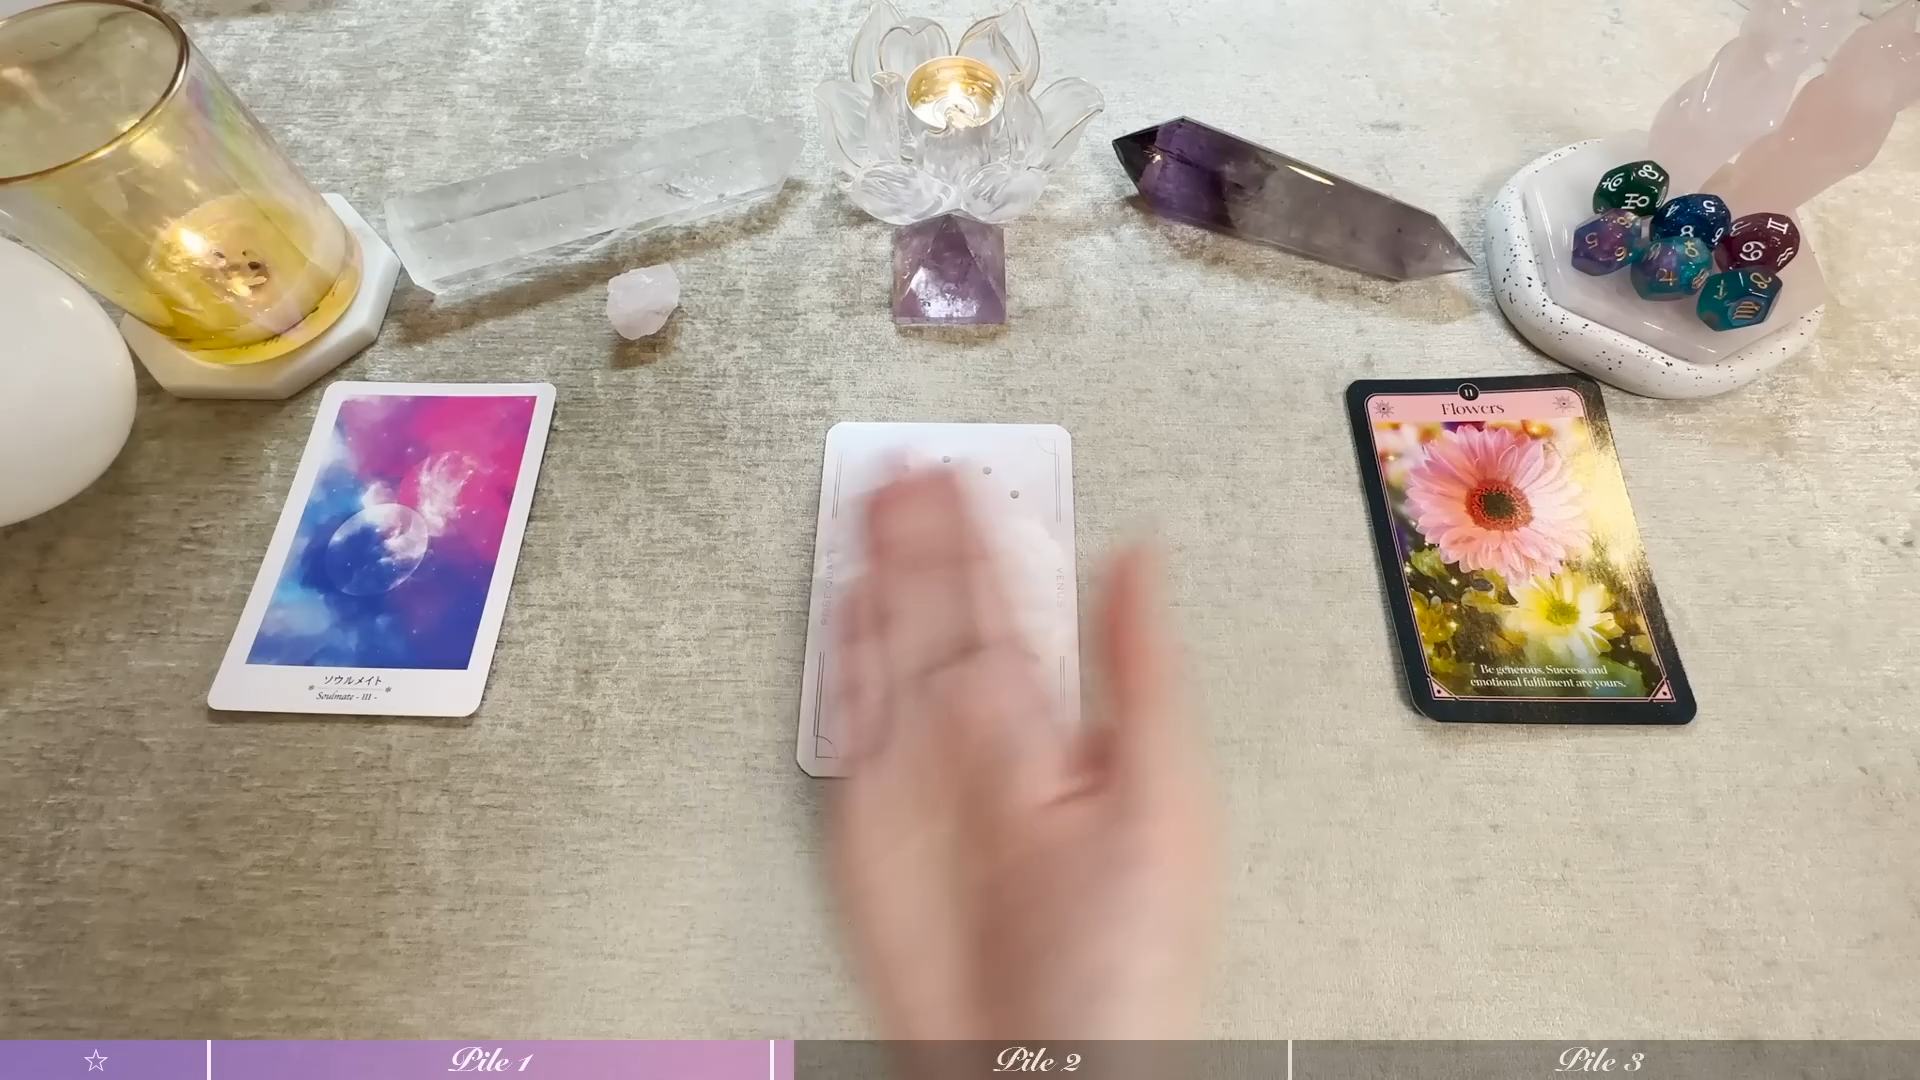 ソウルメイト
Soulmate - III -
VENUS
11
Flowers
Be generous. Success and
emotional fulfilment are yours.
☆
Pile 1
Pile 2
Pile 3